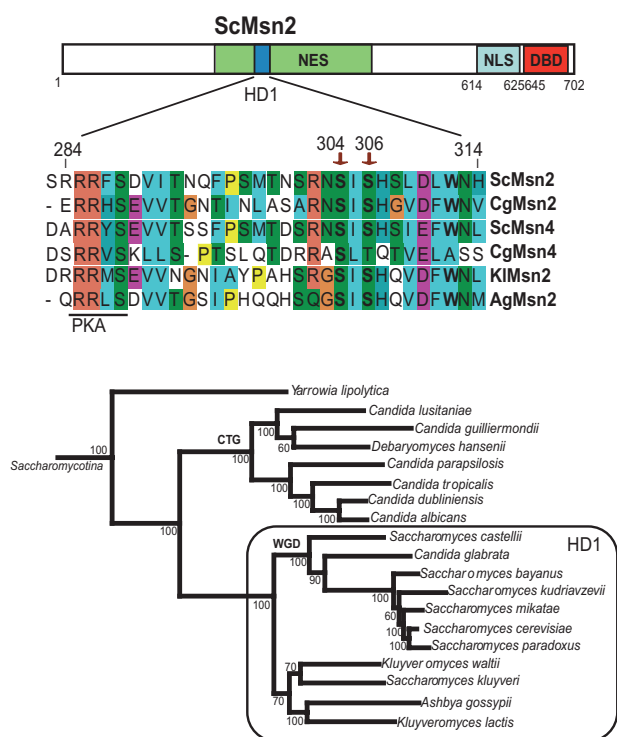 ScMsn2
NES NLS DBD
1 HD1 614 625 645 702
284 304 306 314
SRRRFSDVITNQFPSMTNSRNSISHSLDLWNH ScMsn2
-ERRHSEVVTGNTINLASARNSISHGVDFWNV CgMsn2
DARRYSEVVTSSFPSMTDSRNSISHSIEFWNL ScMsn4
DSRRVSKLLS-PTSLQTDRRASLTQTVELASS CgMsn4
DRRRMSEVVNGNIAYPAHSRGSISHQVDFWNL KlMsn2
-QRRLSDVVTGSIPHQQHSQGSISHQVDFWNM AgMsn2
PKA
Yarrowia lipolytica
Candida lusitaniae
100
Candida guilliermondii
60
CTG
Debaryomyces hansenii
100
100
Saccharomycotina
Candida parapsilosis
100
Candida tropicalis
100
Candida dubliniensis
100
Candida albicans
100
HD1
WGD
Saccharomyces castellii
100
Candida glabrata
90
Saccharomyces bayanus
100
Saccharomyces kudriavzevii
60
Saccharomyces mikatae
100
Saccharomyces cerevisiae
100
Saccharomyces paradoxus
100
Kluyveromyces waltii
70
Saccharomyces kluyveri
70
Ashbya gossypii
100
Kluyveromyces lactis